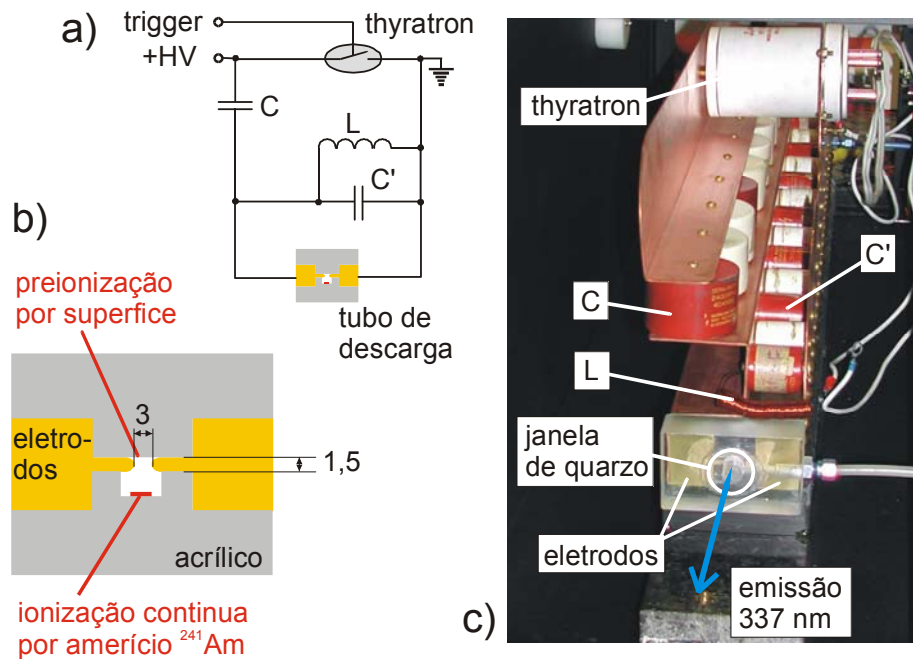 a)
trigger
thyratron
+HV
C
L
C'
tubo de
descarga
b)
preionização
por superfice
3
eletro-
dos
1,5
acrílico
ionização continua
por amerício ²⁴¹Am
c)
thyratron
C'
C
L
janela
de quarzo
eletrodos
emissão
337 nm